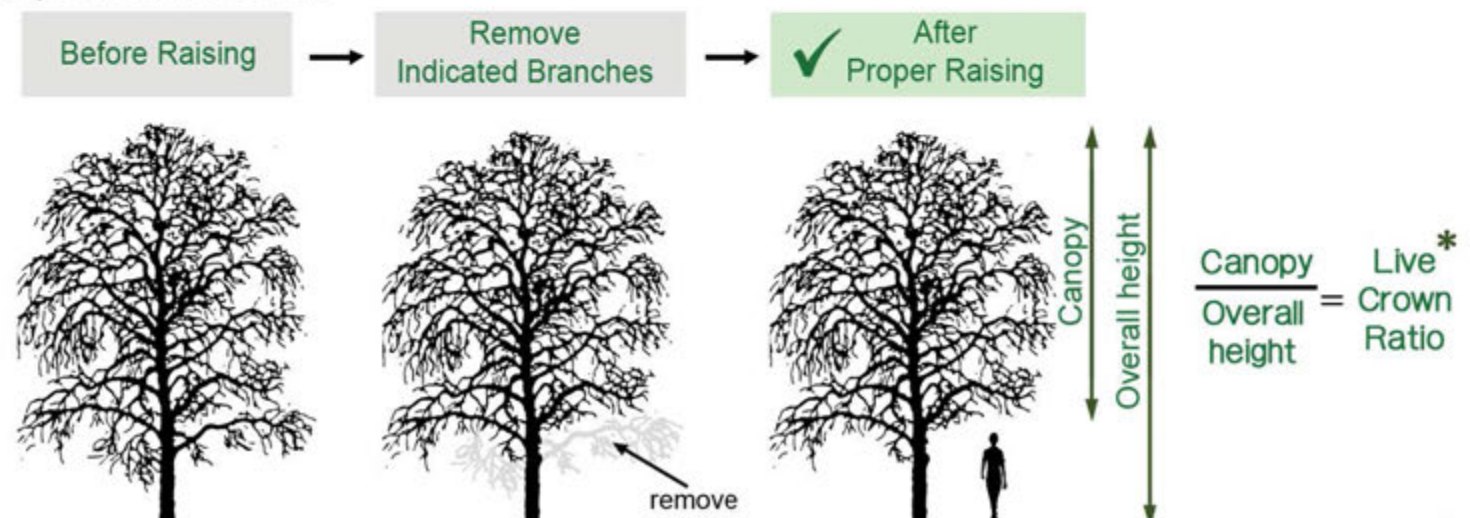 Before Raising
Remove
Indicated Branches
✓ After
Proper Raising
remove
Canopy
Overall height
Canopy
Overall
height
=
Live*
Crown
Ratio